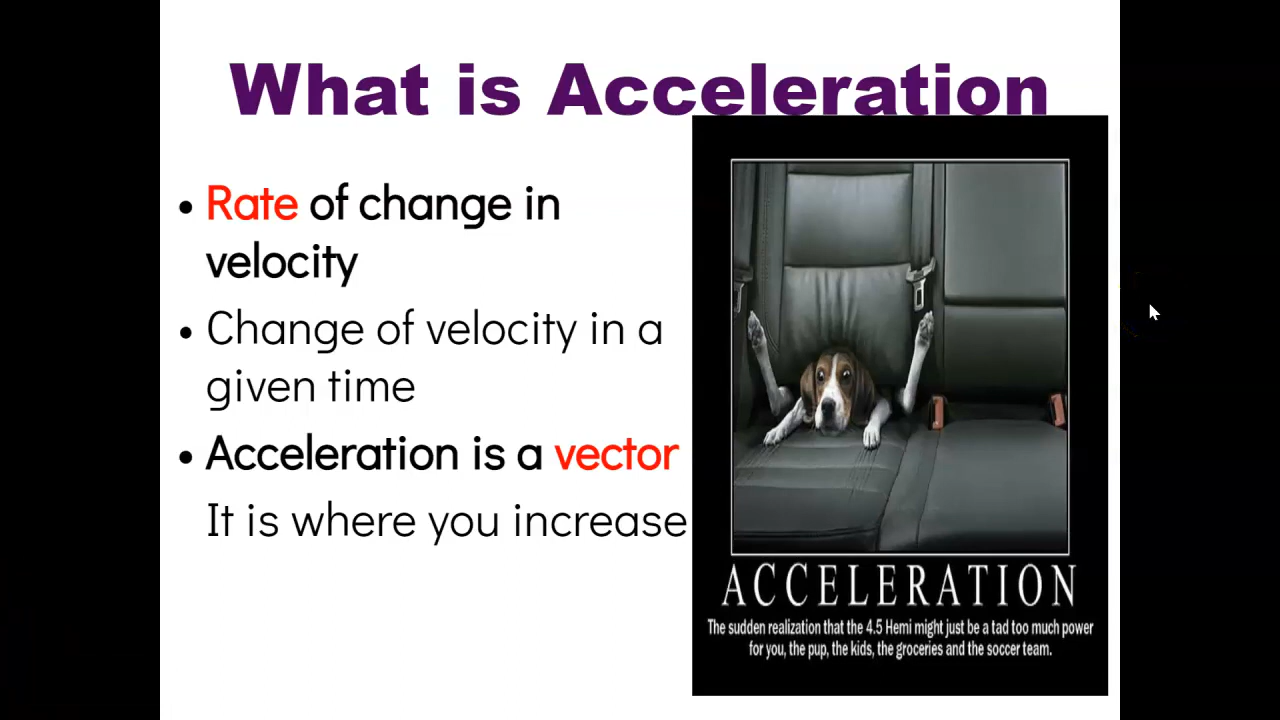 What is Acceleration
• Rate of change in
velocity
• Change of velocity in a
given time
• Acceleration is a vector
It is where you increase
ACCELERATION
The sudden realization that the 4.5 Hemi might just be a tad too much power
for you, the pup, the kids, the groceries and the soccer team.